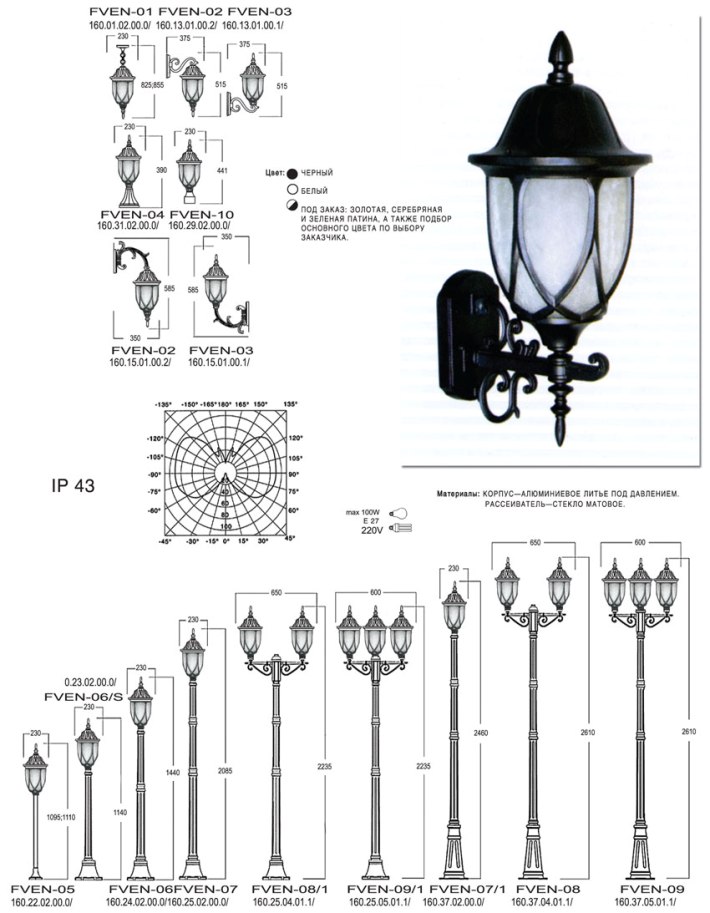 FVEN-01 FVEN-02 FVEN-03
160.01.02.00.0/ 160.13.01.00.2/ 160.13.01.00.1/
230 375 375
825;855 515 515
230 130
390 441
FVEN-04 FVEN-10
160.31.02.00.0/ 160.29.02.00.0/
Цвет: ЧЕРНЫЙ
БЕЛЫЙ
ПОД ЗАКАЗ: ЗОЛОТАЯ, СЕРЕБРЯНАЯ
И ЗЕЛЕНАЯ ПАТИНА, А ТАКЖЕ ПОДБОР
ОСНОВНОГО ЦВЕТА ПО ВЫБОРУ
ЗАКАЗЧИКА.
350
585 585
350
FVEN-02 FVEN-03
160.15.01.00.2/ 160.15.01.00.1/
-135° -150° -165° 180° 165° 150° 135°
-120° 120°
-105° 105°
-90° 90°
-75° 75°
-60° 60°
40
60
80
100
-45° -30° -15° 0° 15° 30° 45°
IP 43
max 100W
E 27
220V
Материалы: КОРПУС—АЛЮМИНИЕВОЕ ЛИТЬЕ ПОД ДАВЛЕНИЕМ.
РАССЕИВАТЕЛЬ—СТЕКЛО МАТОВОЕ.
650 600
230
650 600
230
0.23.02.00.0/
230
FVEN-06/S
230
230
1095;1110
1140
1440
2085
2235
2235
2460
2610
2610
FVEN-05 FVEN-06 FVEN-07 FVEN-08/1 FVEN-09/1 FVEN-07/1 FVEN-08 FVEN-09
160.22.02.00.0/ 160.24.02.00.0/ 160.25.02.00.0/ 160.25.04.01.1/ 160.25.05.01.1/ 160.37.02.00.0/ 160.37.04.01.1/ 160.37.05.01.1/